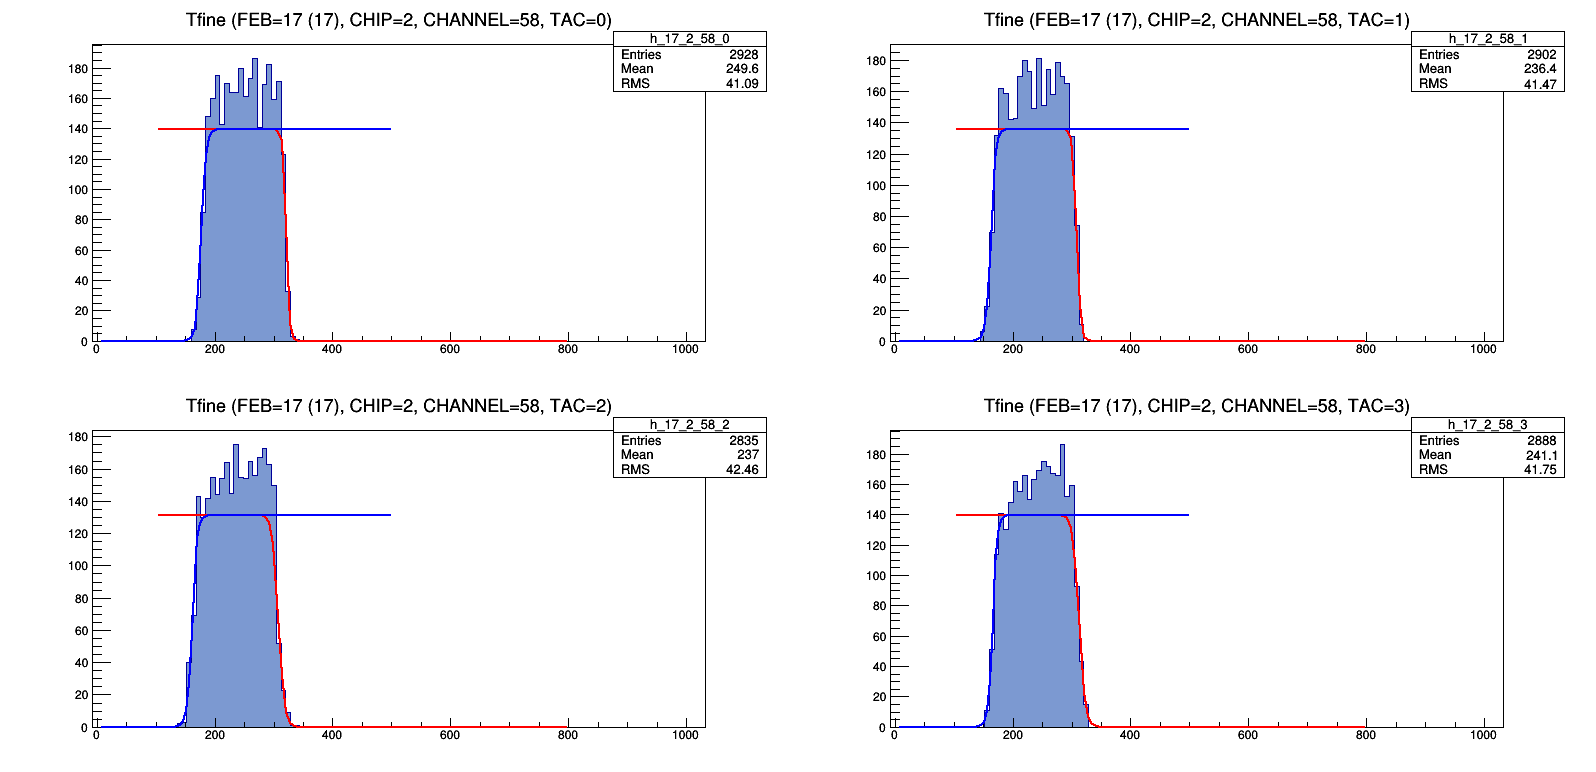 Tfine (FEB=17 (17), CHIP=2, CHANNEL=58, TAC=0)
h_17_2_58_0
Entries 2928
Mean 249.6
RMS 41.09
180
160
140
120
100
80
60
40
20
0
0 200 400 600 800 1000
Tfine (FEB=17 (17), CHIP=2, CHANNEL=58, TAC=1)
h_17_2_58_1
Entries 2902
Mean 236.4
RMS 41.47
180
160
140
120
100
80
60
40
20
0
0 200 400 600 800 1000
Tfine (FEB=17 (17), CHIP=2, CHANNEL=58, TAC=2)
h_17_2_58_2
Entries 2835
Mean 237
RMS 42.46
180
160
140
120
100
80
60
40
20
0
0 200 400 600 800 1000
Tfine (FEB=17 (17), CHIP=2, CHANNEL=58, TAC=3)
h_17_2_58_3
Entries 2888
Mean 241.1
RMS 41.75
180
160
140
120
100
80
60
40
20
0
0 200 400 600 800 1000